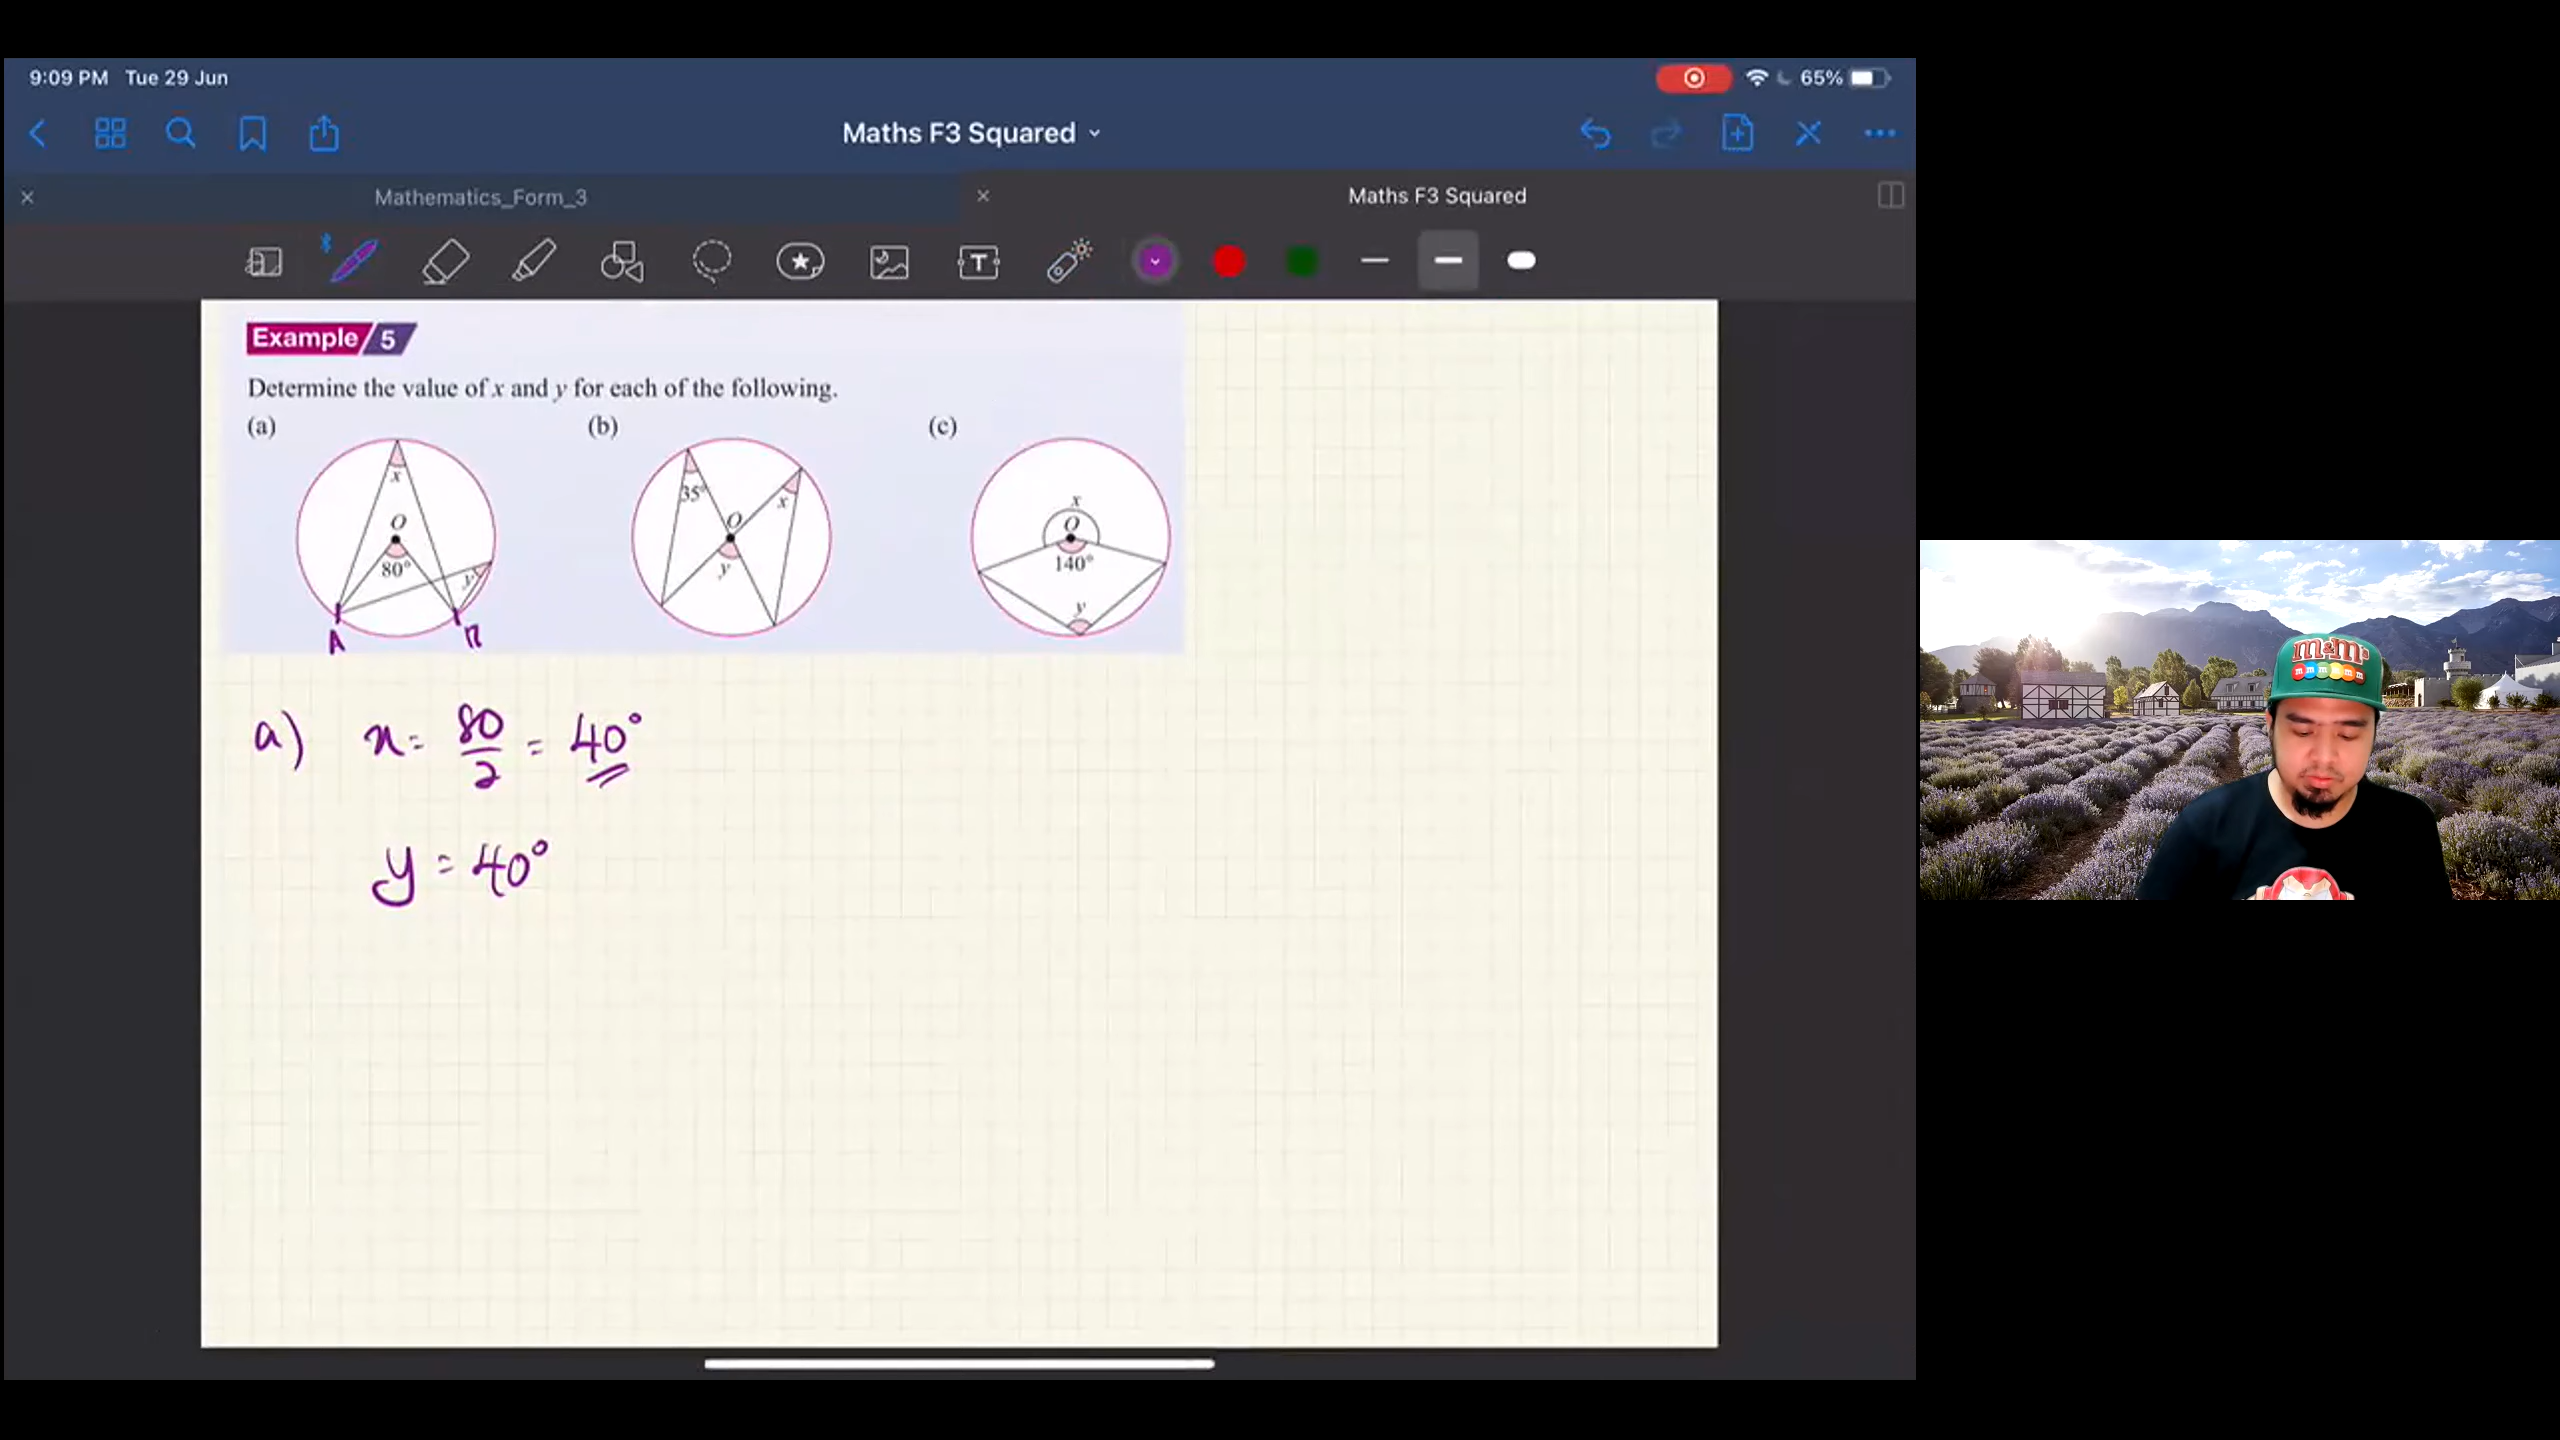 9:09 PM Tue 29 Jun
65%
Maths F3 Squared
Mathematics_Form_3
Maths F3 Squared
T
Example 5
Determine the value of x and y for each of the following.
(a) (b) (c)
x
O
80°
y
A
B
35°
x
O
y
x
O
140°
y
a) x = 80/2 = 40°
y = 40°
m&m's
mmmmm